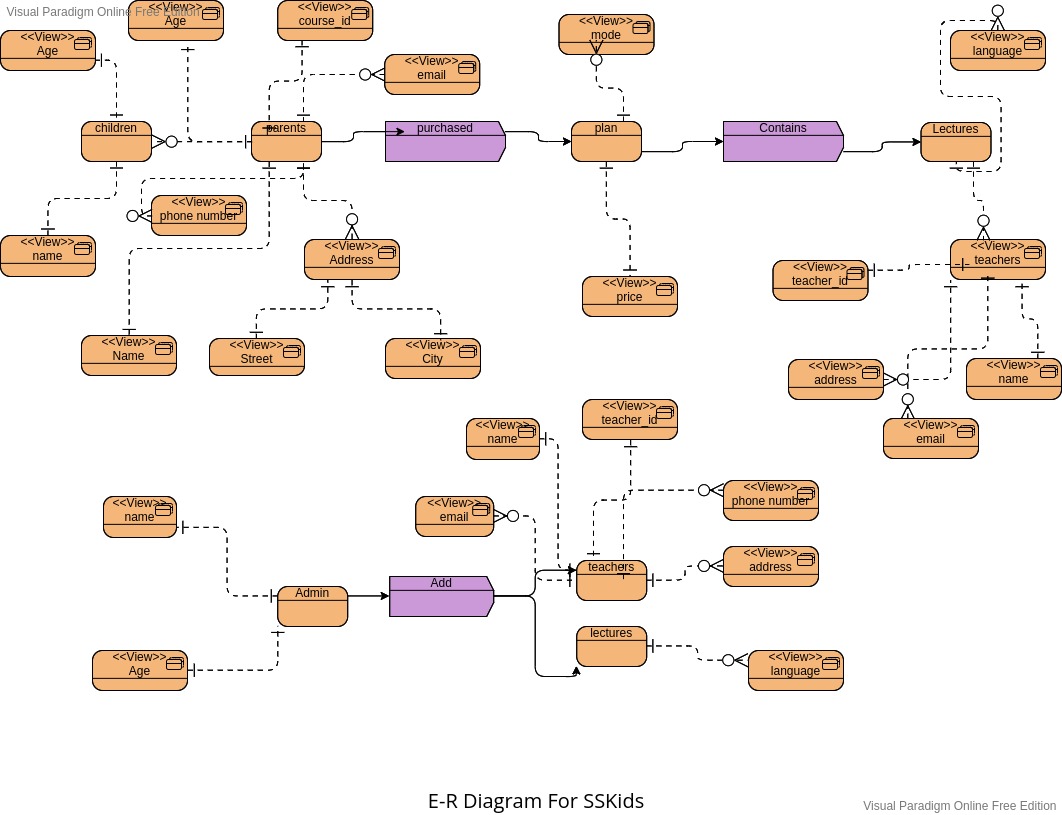 Visual Paradigm Online Free Edition
<<View>>
Age
<<View>>
Age
<<View>>
course_id
<<View>>
mode
<<View>>
language
<<View>>
email
children
parents
purchased
plan
Contains
Lectures
<<View>>
phone number
<<View>>
name
<<View>>
Address
<<View>>
teachers
<<View>>
teacher_id
<<View>>
price
<<View>>
Name
<<View>>
Street
<<View>>
City
<<View>>
address
<<View>>
name
<<View>>
email
<<View>>
teacher_id
<<View>>
name
<<View>>
phone number
<<View>>
email
<<View>>
name
<<View>>
address
teachers
Add
Admin
lectures
<<View>>
Age
<<View>>
language
E-R Diagram For SSKids
Visual Paradigm Online Free Edition